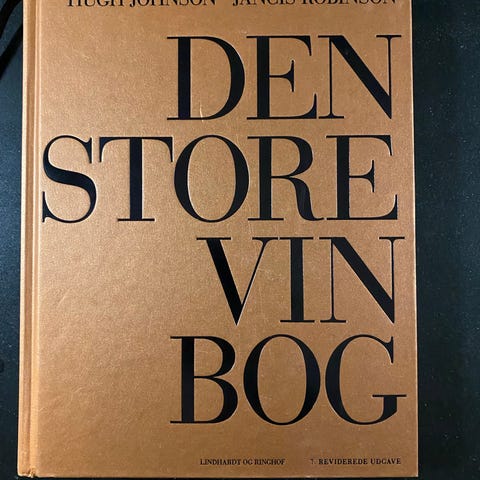 HUGH JOHNSON JANCIS ROBINSON
DEN
STORE
VIN
BOG
LINDHARDT OG RINGHOF 7. REVIDEREDE UDGAVE